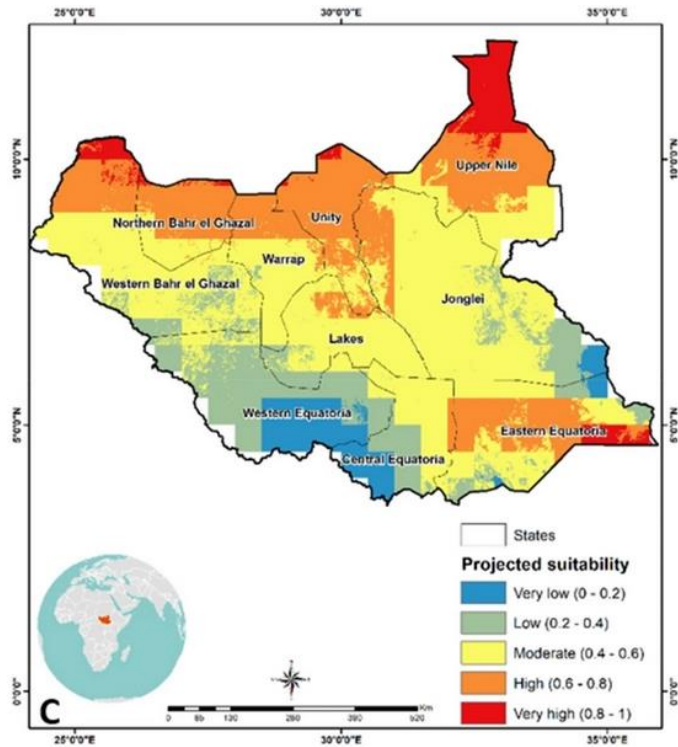 25°0'0"E 30°0'0"E 35°0'0"E
10°0'0"N 10°0'0"N
Upper Nile
Northern Bahr el Ghazal Unity
Warrap
Western Bahr el Ghazal
Jonglei
Lakes
Western Equatoria
Eastern Equatoria
5°0'0"N 5°0'0"N
Central Equatoria
States
Projected suitability
Very low (0 - 0.2)
Low (0.2 - 0.4)
Moderate (0.4 - 0.6)
High (0.6 - 0.8)
Very high (0.8 - 1)
0°0'0" 0°0'0"
C
Km
0 65 130 260 390 520
25°0'0"E 30°0'0"E 35°0'0"E